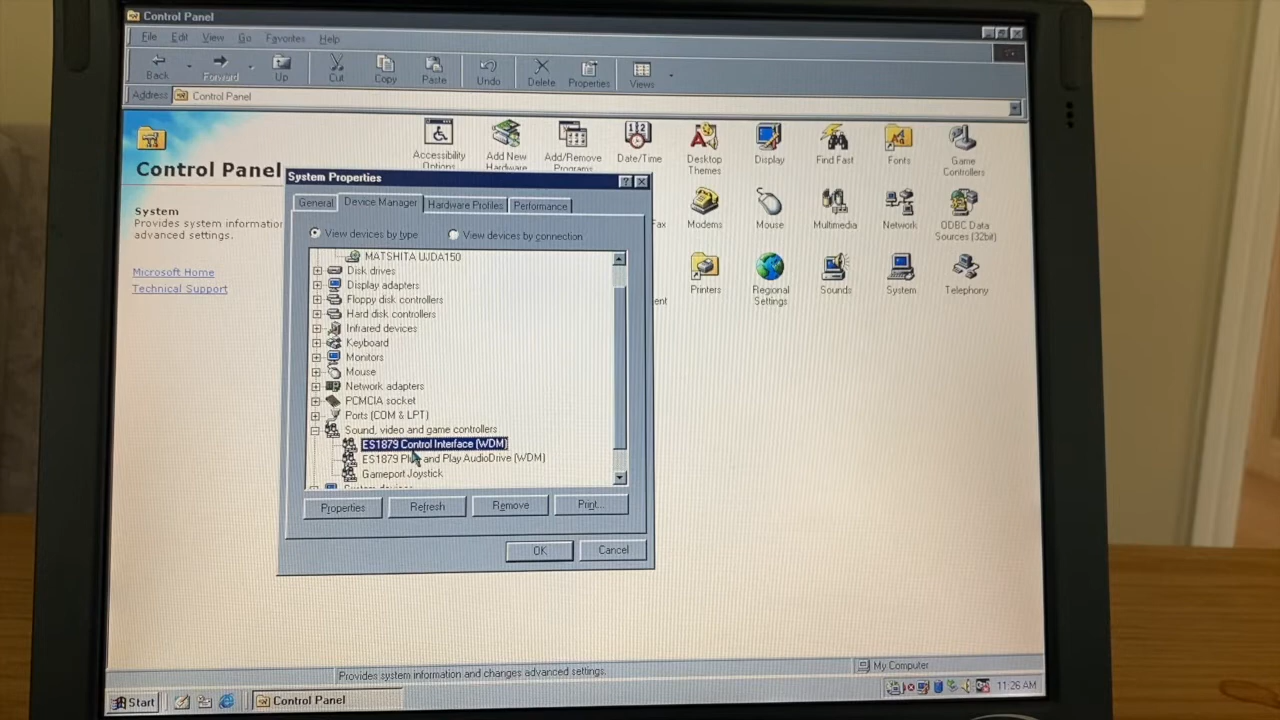 Control Panel
File Edit View Go Favorites Help
Back Forward Up Cut Copy Paste Undo Delete Properties Views
Address Control Panel
Control Panel
System
Provides system information
advanced settings.
Microsoft Home
Technical Support
Accessibility Options
Add New Hardware
Add/Remove Programs
Date/Time
Desktop Themes
Display
Find Fast
Fonts
Game Controllers
Modems
Mouse
Multimedia
Network
ODBC Data Sources (32bit)
Printers
Regional Settings
Sounds
System
Telephony
System Properties
General Device Manager Hardware Profiles Performance
View devices by type View devices by connection
MATSHITA UJDA150
Disk drives
Display adapters
Floppy disk controllers
Hard disk controllers
Infrared devices
Keyboard
Monitors
Mouse
Network adapters
PCMCIA socket
Ports (COM & LPT)
Sound, video and game controllers
ES1879 Control Interface (WDM)
ES1879 Plug and Play AudioDrive (WDM)
Gameport Joystick
Properties Refresh Remove Print...
OK Cancel
Provides system information and changes advanced settings.
My Computer
Start Control Panel 11:26 AM